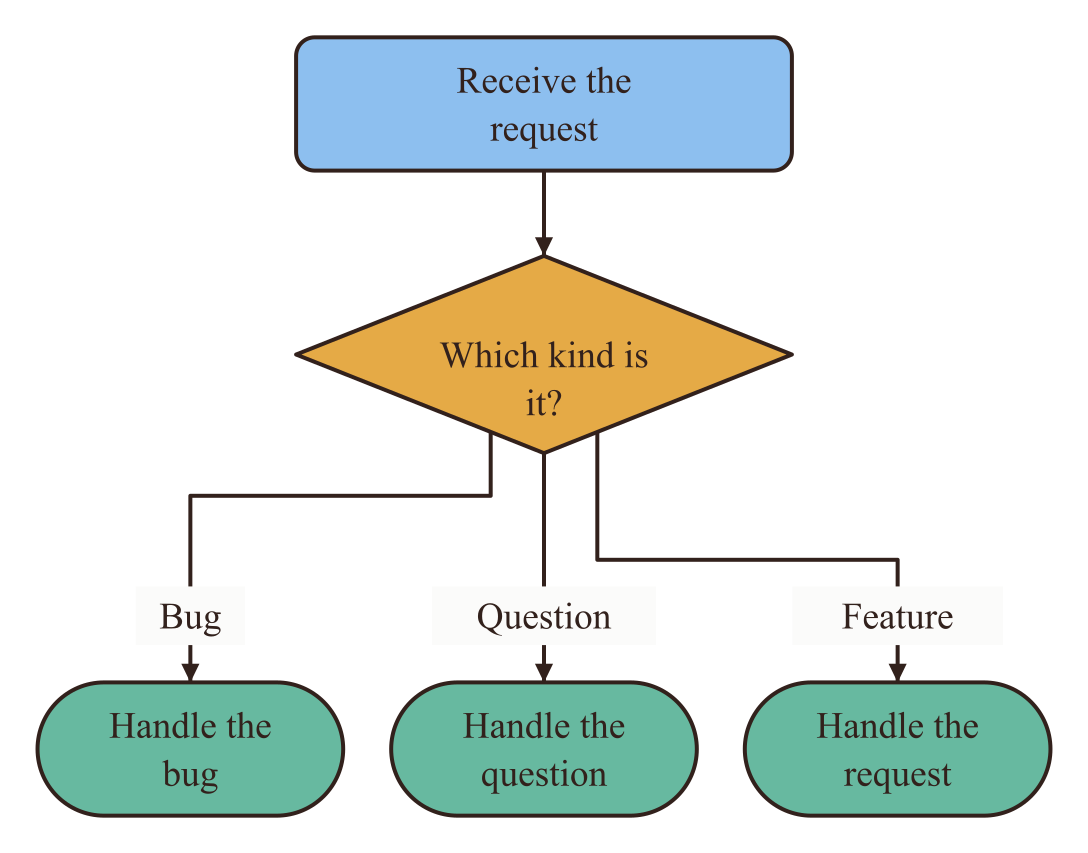 Receive the
request
Which kind is
it?
Bug
Question
Feature
Handle the
bug
Handle the
question
Handle the
request